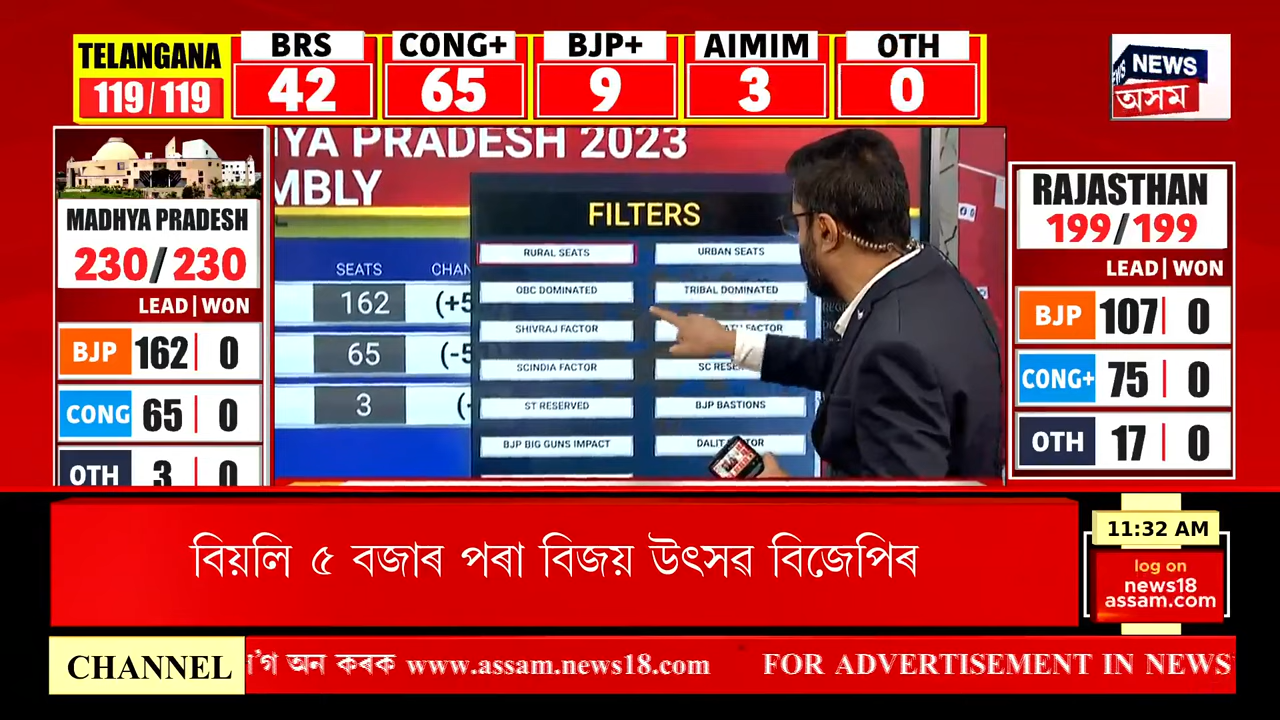 TELANGANA
119/119
BRS
42
CONG+
65
BJP+
9
AIMIM
3
OTH
0
NEWS
অসম
MADHYA PRADESH
230/230
LEAD|WON
BJP 162 0
CONG 65 0
OTH 3 0
PRADESH 2023
FILTERS
SEATS
162
65
3
RURAL SEATS
URBAN SEATS
OBC DOMINATED
TRIBAL DOMINATED
SHIVRAJ FACTOR
FACTOR
SCINDIA FACTOR
SC
ST RESERVED
BJP BASTIONS
BJP BIG GUNS IMPACT
DALIT
RAJASTHAN
199/199
LEAD|WON
BJP 107 0
CONG+ 75 0
OTH 17 0
বিয়লি ৫ বজাৰ পৰা বিজয় উৎসৱ বিজেপিৰ
11:32 AM
log on
news18
assam.com
CHANNEL
অন কৰক www.assam.news18.com FOR ADVERTISEMENT IN NEWS